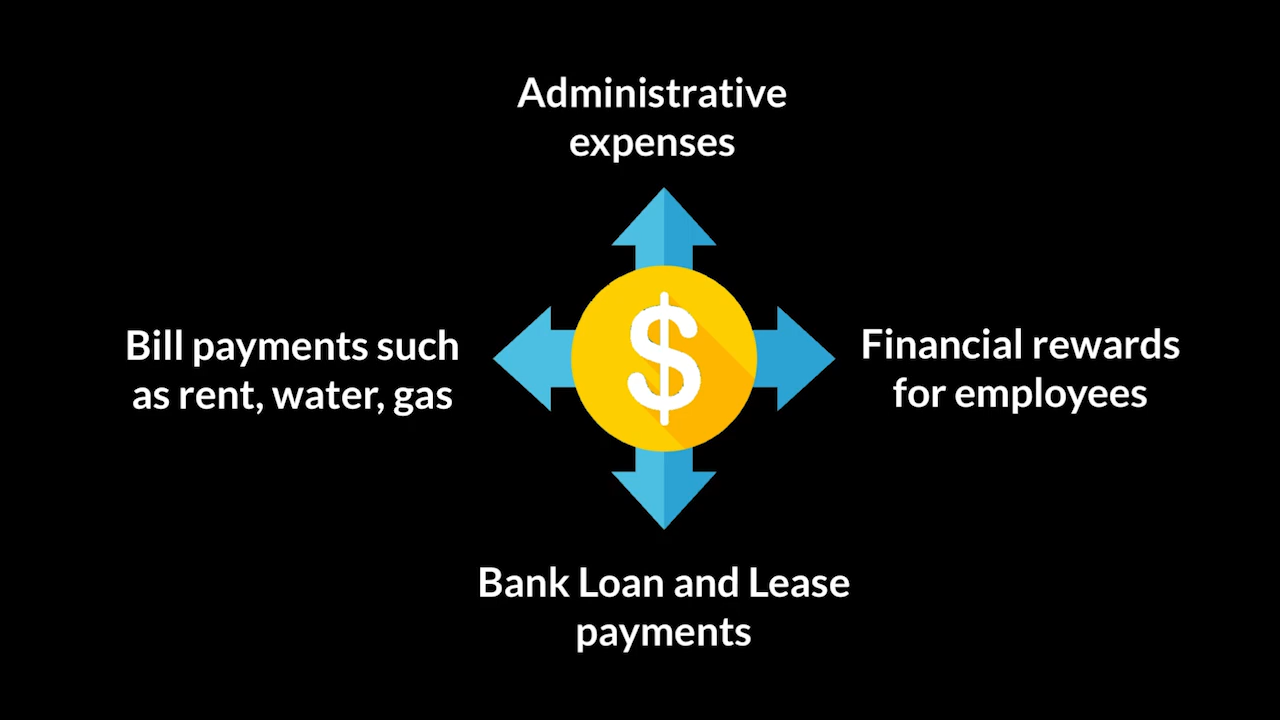 Administrative
expenses
Bill payments such
as rent, water, gas
$
Financial rewards
for employees
Bank Loan and Lease
payments